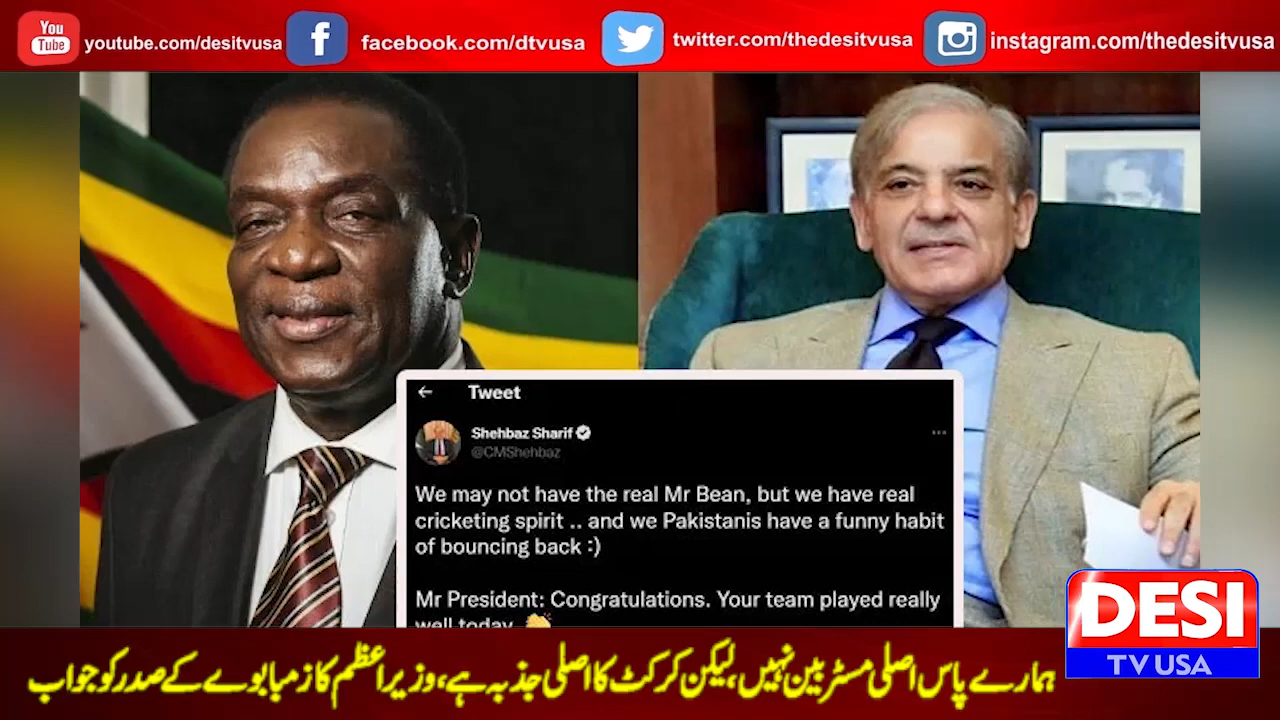 You
Tube
youtube.com/desitvusa
f
facebook.com/dtvusa
twitter.com/thedesitvusa
instagram.com/thedesitvusa
Tweet
Shehbaz Sharif
@CMShehbaz
We may not have the real Mr Bean, but we have real
cricketing spirit .. and we Pakistanis have a funny habit
of bouncing back :)
Mr President: Congratulations. Your team played really
well today. 👏
DESI
TV USA
ہمارے پاس اصلی مسٹر بین نہیں، لیکن کرکٹ کا اصلی جذبہ ہے، وزیراعظم کا زمبابوے کے صدر کو جواب